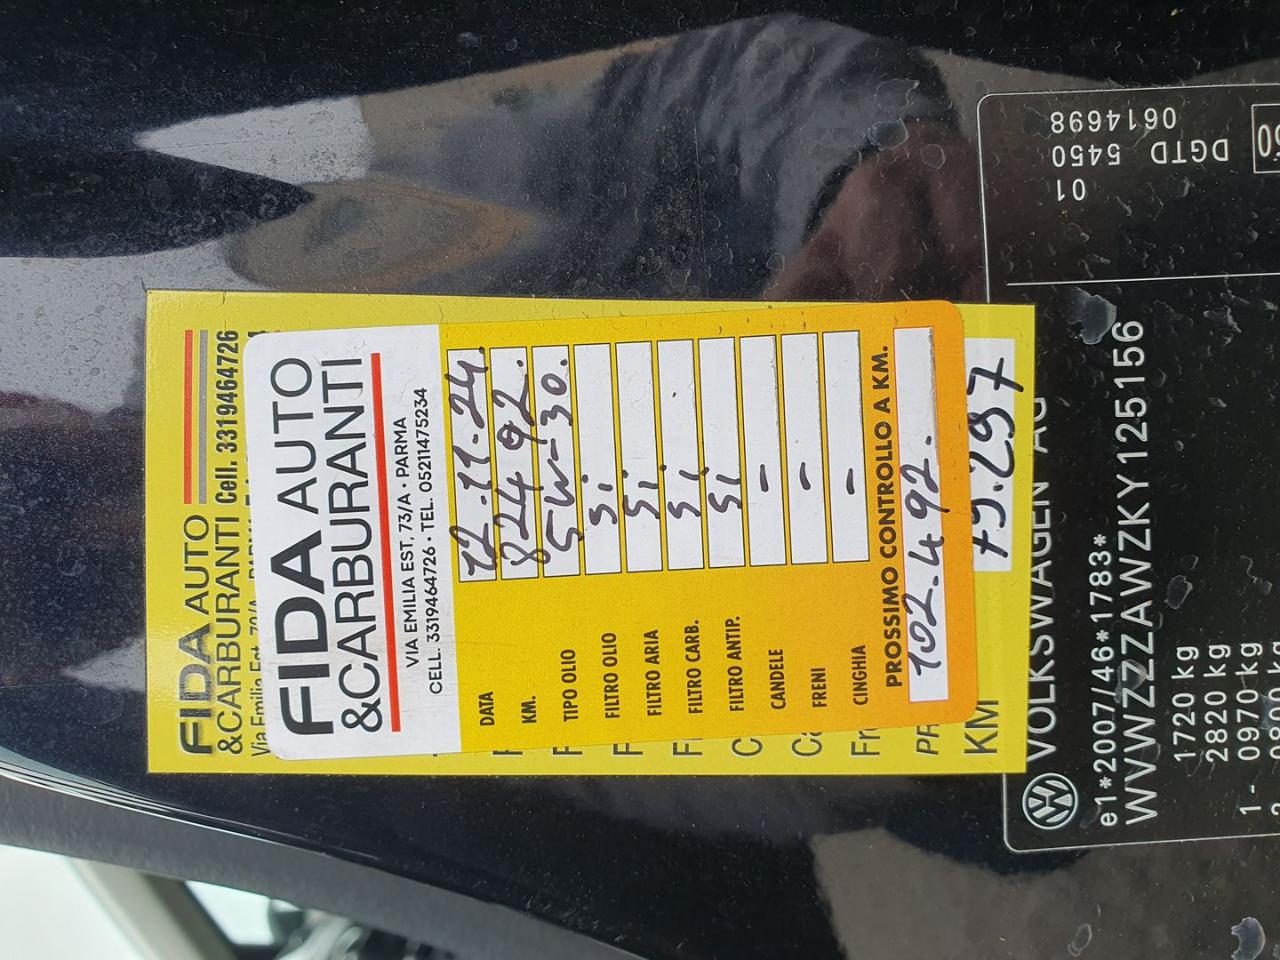 FIDA AUTO
&CARBURANTI Cell. 3319464726
FIDA AUTO
&CARBURANTI
VIA EMILIA EST, 73/A • PARMA
CELL. 3319464726 • TEL. 05211475234
DATA 12.11.24.
KM. 82492.
TIPO OLIO 5W-30.
FILTRO OLIO si
FILTRO ARIA si
FILTRO CARB. si
FILTRO ANTIP. si
CANDELE -
FRENI -
CINGHIA -
PROSSIMO CONTROLLO A KM.
102.492.
KM 79.297
VOLKSWAGEN AG
e1*2007/46*1783*
WVWZZZAWZKY125156
1720 kg
2820 kg
1- 0970 kg
0614698
DGTD 5450
01